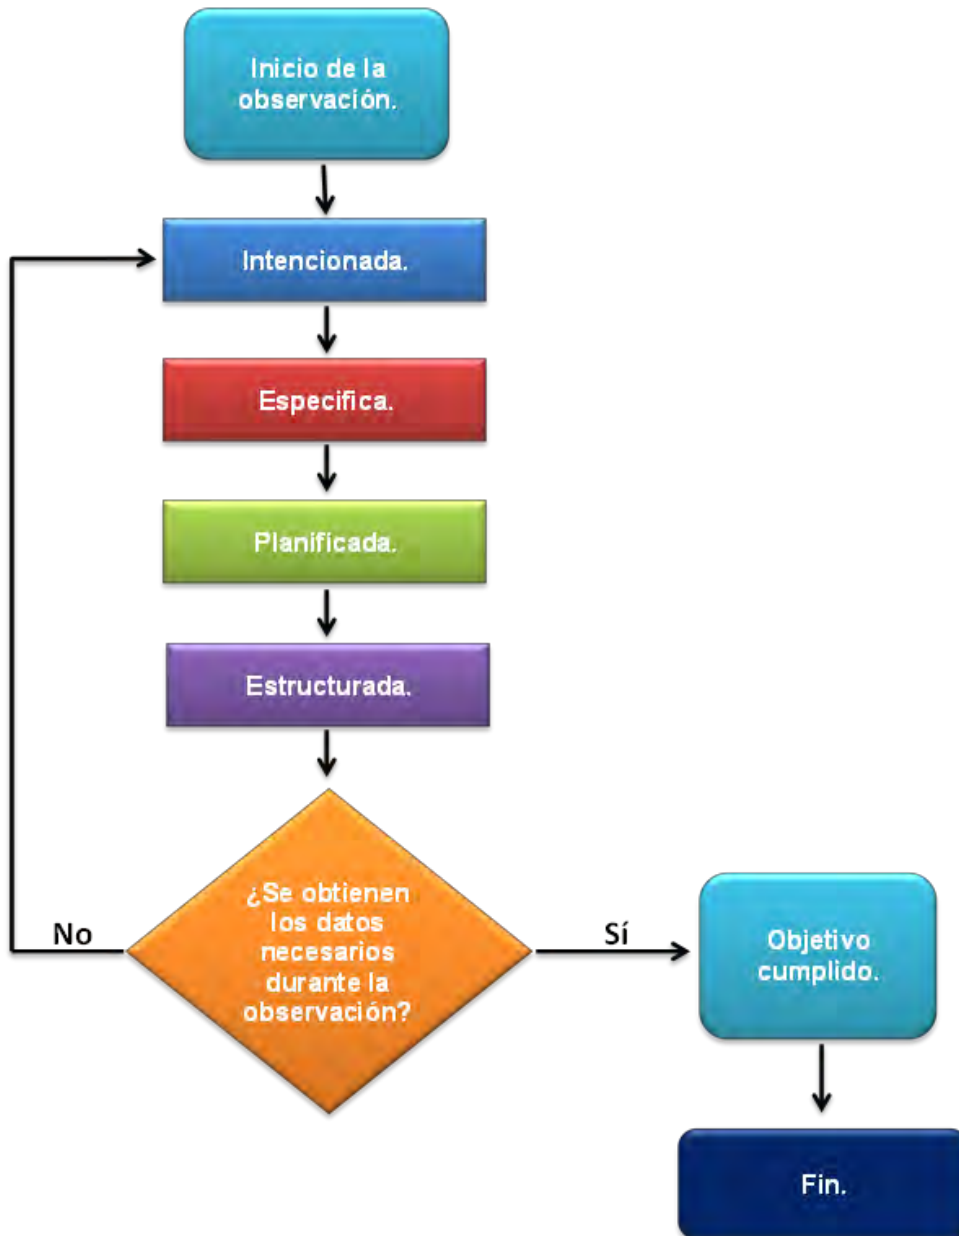 Inicio de la
observación.
Intencionada.
Especifica.
Planificada.
Estructurada.
¿Se obtienen
los datos
necesarios
durante la
observación?
No
Sí
Objetivo
cumplido.
Fin.